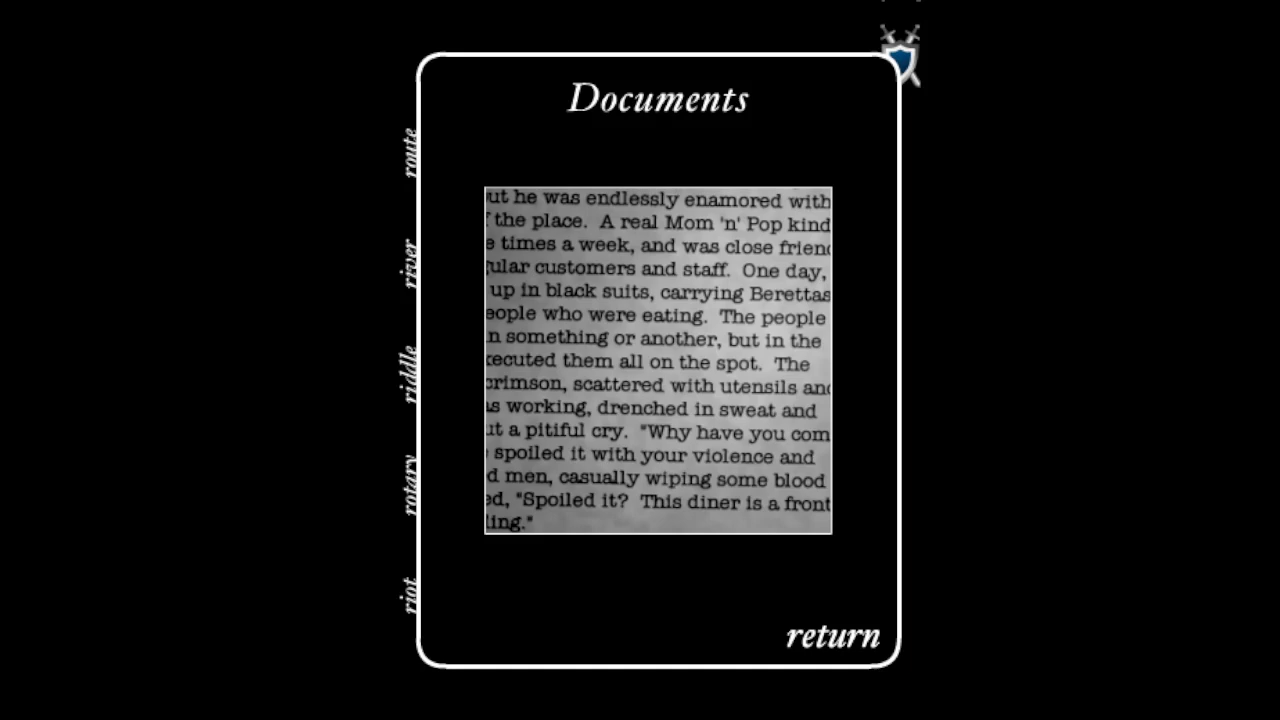 Documents
route
river
riddle
rotary
riot
ut he was endlessly enamored with
the place. A real Mom 'n' Pop kind
e times a week, and was close frien
ular customers and staff. One day,
up in black suits, carrying Berettas
eople who were eating. The people
n something or another, but in the
xecuted them all on the spot. The
crimson, scattered with utensils and
as working, drenched in sweat and
ut a pitiful cry. "Why have you com
spoiled it with your violence and
d men, casually wiping some blood
ed, "Spoiled it? This diner is a front
ling."
return